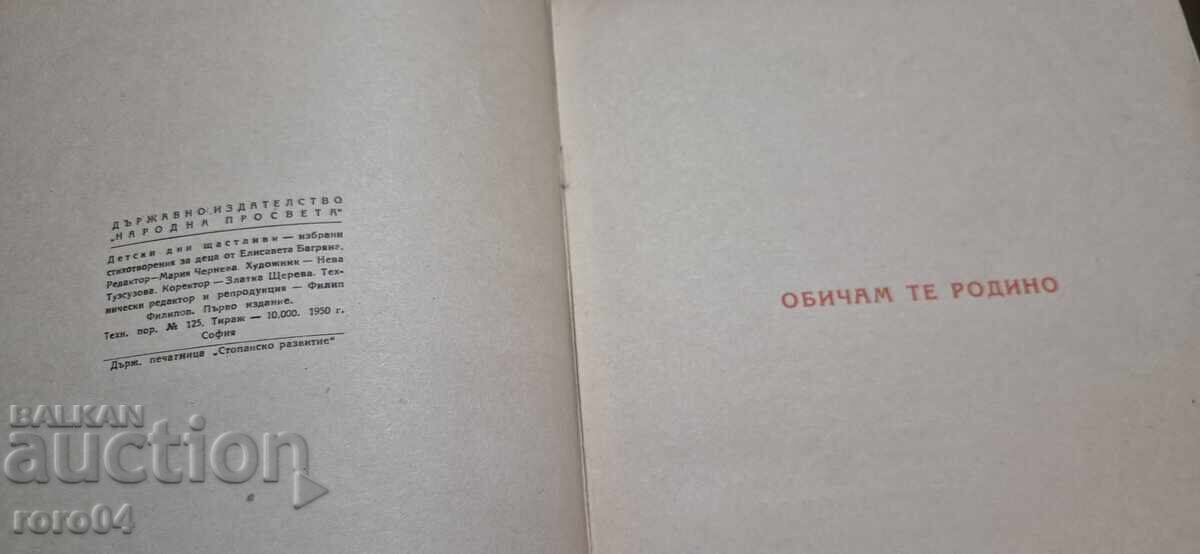 ДЪРЖАВНО ИЗДАТЕЛСТВО
„НАРОДНА ПРОСВЕТА“
Детски дни щастливи — избрани
стихотворения за деца от Елисавета Багряна.
Редактор—Мария Чернева. Художник — Нева
Тузсузова. Коректор — Златка Щерева. Тех-
нически редактор и репродукция — Филип
Филипов. Първо издание.
Техн. пор. № 125. Тираж — 10,000. 1950 г.
София
Държ. печатница „Стопанско развитие“
ОБИЧАМ ТЕ РОДИНО
BALKAN
auction
roro04